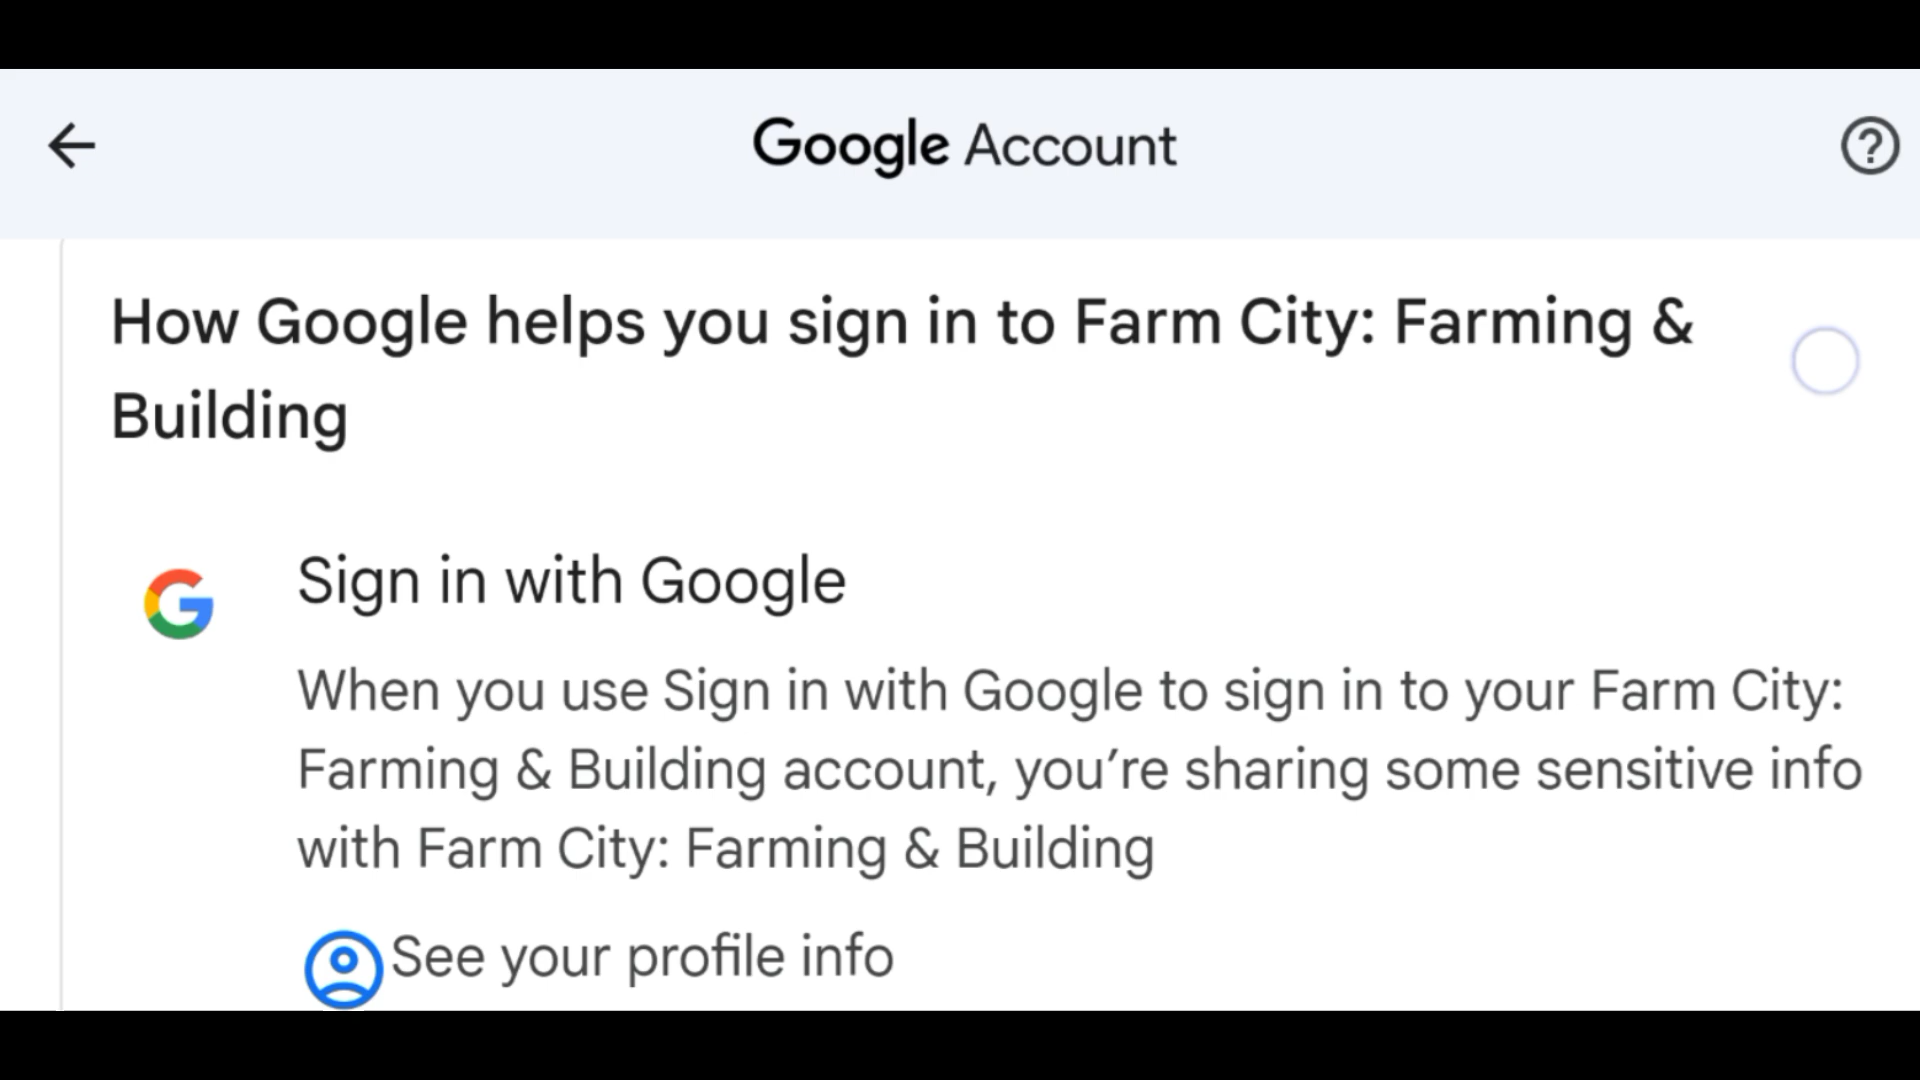 Google Account
How Google helps you sign in to Farm City: Farming &
Building
Sign in with Google
When you use Sign in with Google to sign in to your Farm City:
Farming & Building account, you’re sharing some sensitive info
with Farm City: Farming & Building
See your profile info